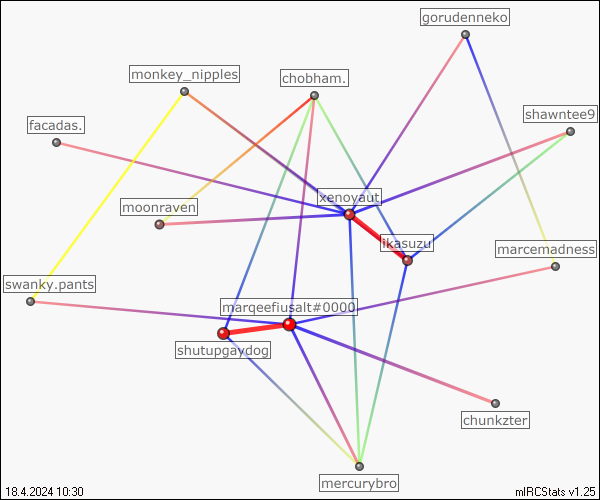 gorudenneko
monkey_nipples
chobham.
shawntee9
facadas.
xenoyaut
moonraven
ikasuzu
marcemadness
swanky.pants
marqeefiusalt#0000
shutupgaydog
chunkzter
mercurybro
18.4.2024 10:30
mIRCStats v1.25